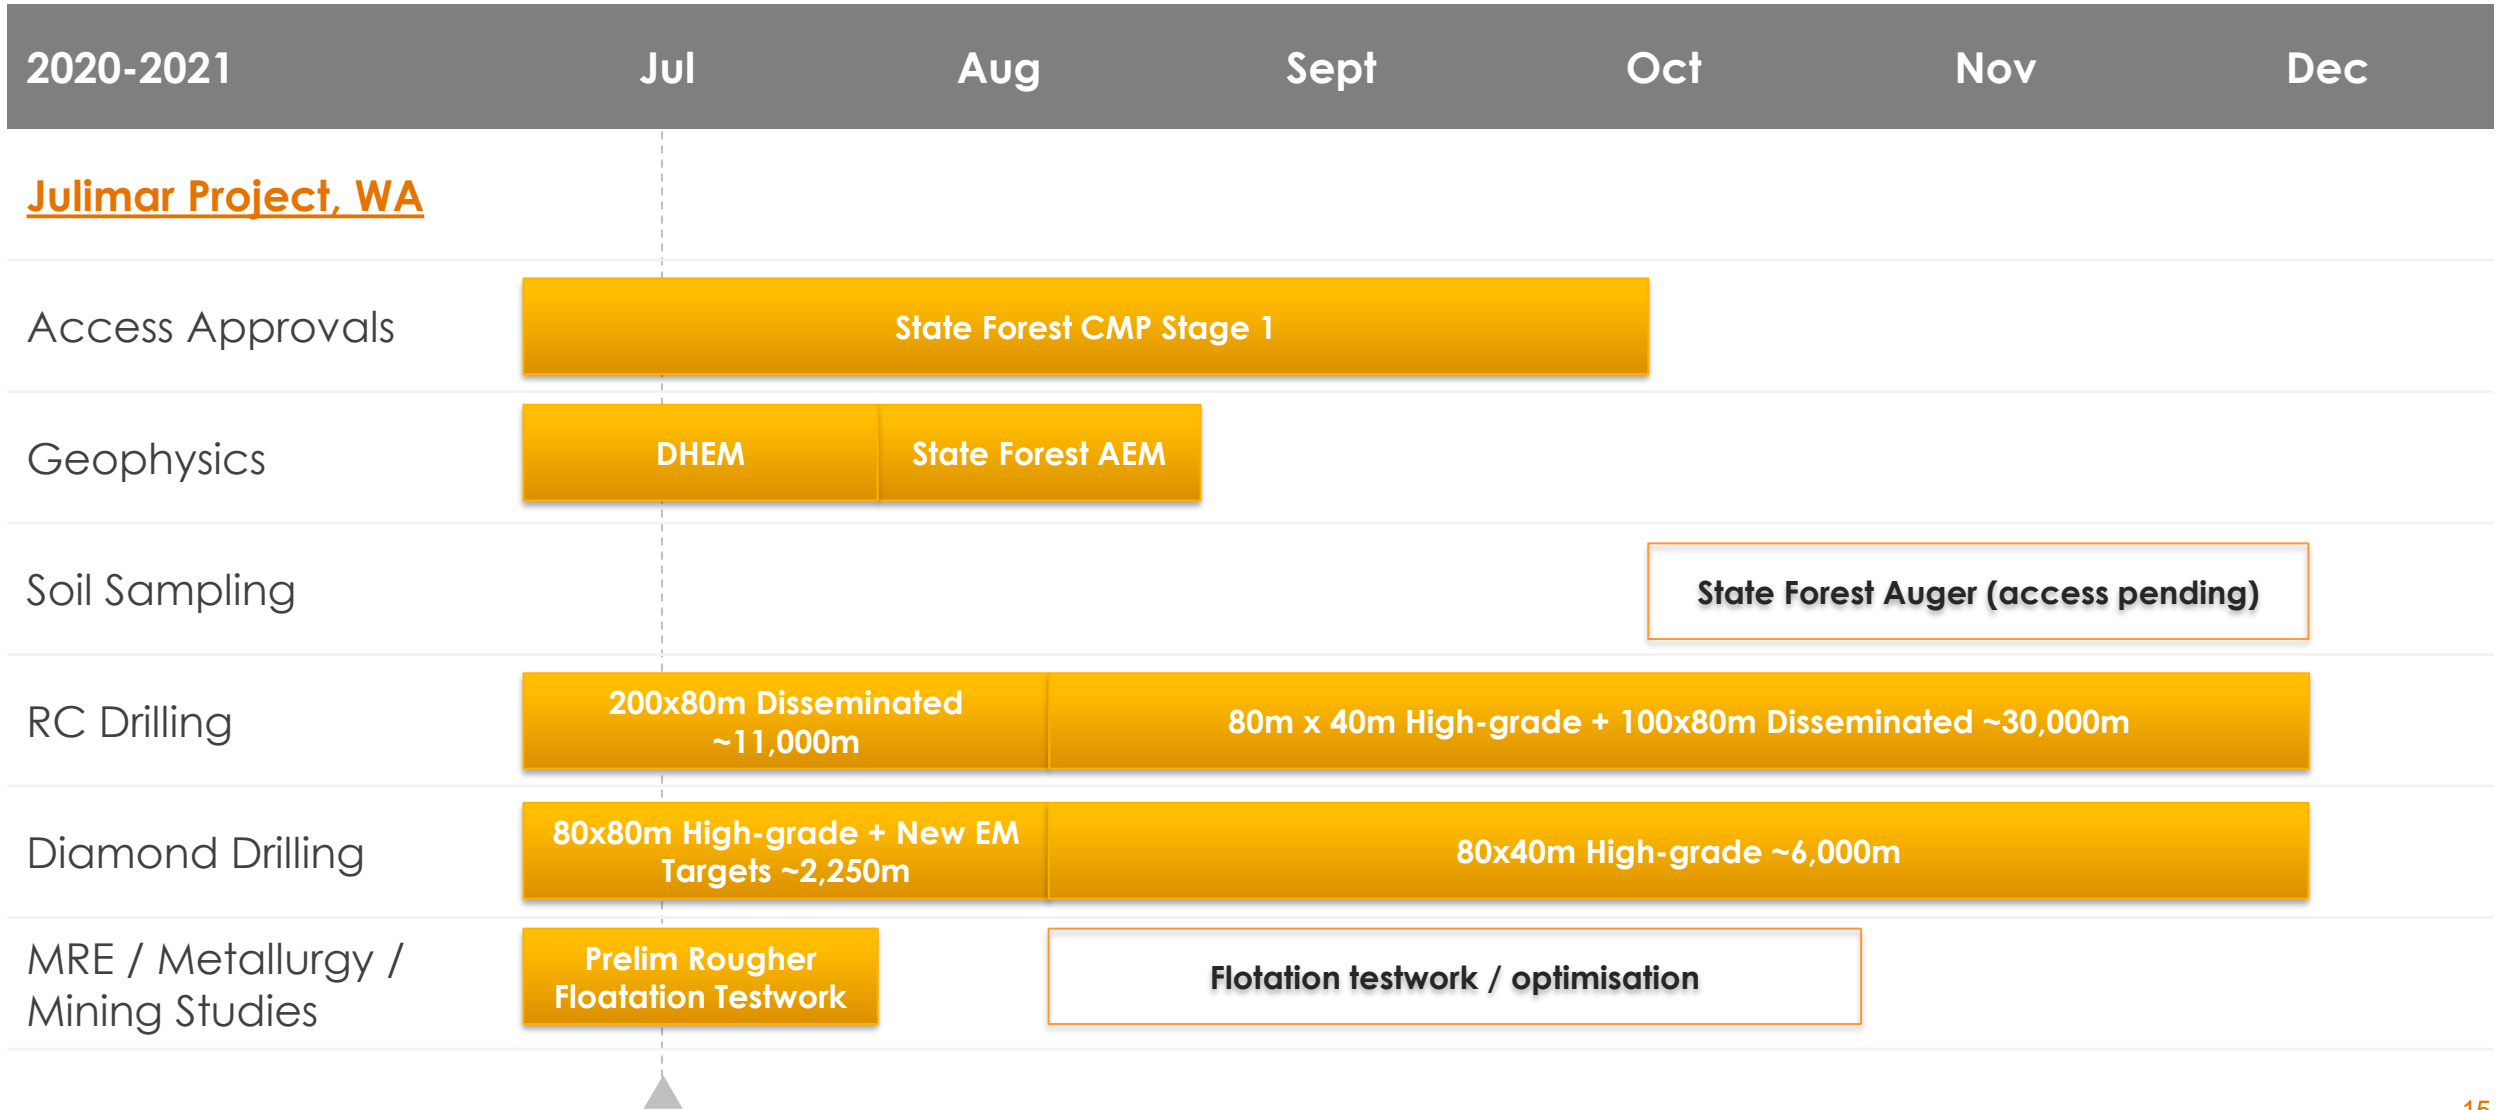 2020-2021 Jul Aug Sept Oct Nov Dec
Julimar Project, WA
Access Approvals
State Forest CMP Stage 1
Geophysics
DHEM
State Forest AEM
Soil Sampling
State Forest Auger (access pending)
RC Drilling
200x80m Disseminated
~11,000m
80m x 40m High-grade + 100x80m Disseminated ~30,000m
Diamond Drilling
80x80m High-grade + New EM
Targets ~2,250m
80x40m High-grade ~6,000m
MRE / Metallurgy /
Mining Studies
Prelim Rougher
Floatation Testwork
Flotation testwork / optimisation
15